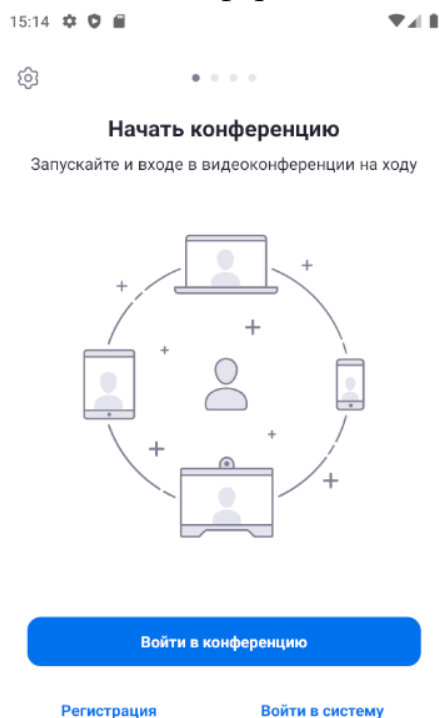 15:14
Начать конференцию
Запускайте и входе в видеоконференции на ходу
Войти в конференцию
Регистрация
Войти в систему